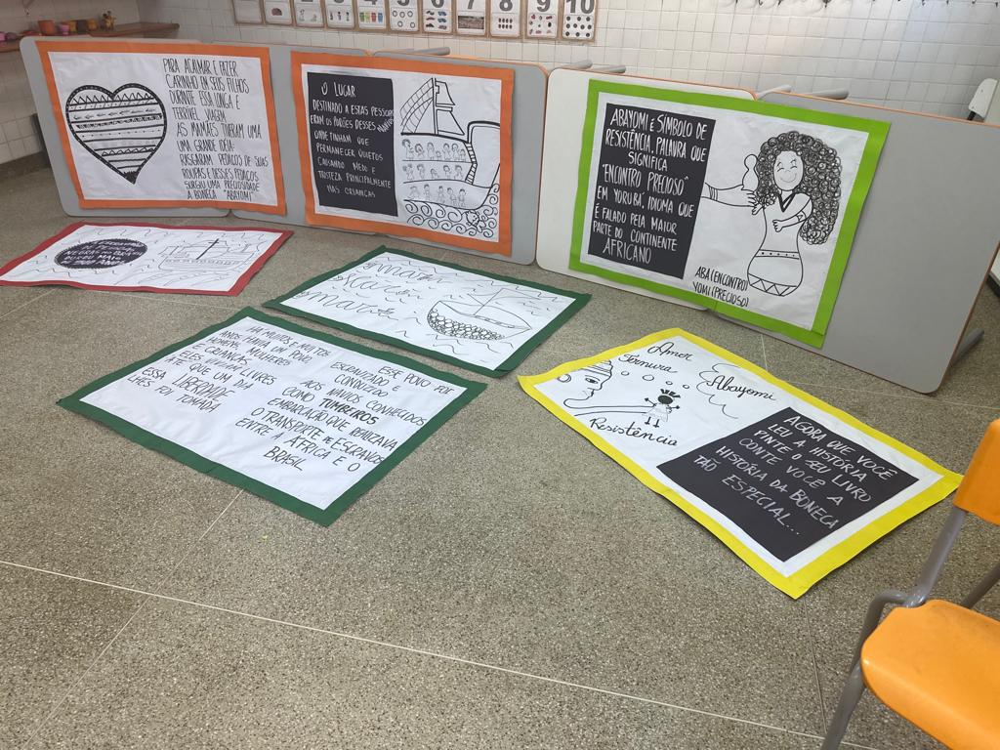 8
9
10
PARA ACALMAR E FAZER
CARINHO EM SEUS FILHOS
DURANTE ESSA LONGA E
TERRÍVEL VIAGEM
AS MAMÃES TIVERAM UMA
UMA GRANDE IDÉIA:
RASGARAM PEDAÇOS DE SUAS
ROUPAS E DESSES PEDAÇOS
SURGIU UMA PRECIOSIDADE
A BONECA "ABAYOMI"
O LUGAR
DESTINADO A ESTAS PESSOAS
ERAM OS PORÕES DESSES NAVIOS
ONDE TINHAM QUE
PERMANECER QUIETOS
CAUSANDO MEDO E
TRISTEZA PRINCIPALMENTE
NAS CRIANÇAS
ABAYOMI É SÍMBOLO DE
RESISTÊNCIA, PALAVRA QUE
SIGNIFICA
"ENCONTRO PRECIOSO"
EM YORUBÁ, IDIOMA QUE
É FALADO PELA MAIOR
PARTE DO CONTINENTE
AFRICANO
ABA (ENCONTRO)
YOMI (PRECIOSO)
HÁ MUITOS E MUITOS
ANOS HAVIA UM POVO,
HOMENS, MULHERES
E CRIANÇAS
ELES VIVIAM LIVRES
ATÉ QUE UM DIA
ESSA LIBERDADE
LHES FOI TOMADA
ESSE POVO FOI
ESCRAVIZADO E
CONDUZIDO
AOS NAVIOS CONHECIDOS
COMO TUMBEIROS
EMBARCAÇÃO QUE REALIZAVA
O TRANSPORTE DE ESCRAVOS
ENTRE ÁFRICA E O
BRASIL
Amor
Ternura
Abayomi
Resistência
AGORA QUE VOCÊ
LEU A HISTÓRIA
PINTE O SEU LIVRO
CONTE VOCÊ A
HISTÓRIA DA BONECA
TÃO ESPECIAL...